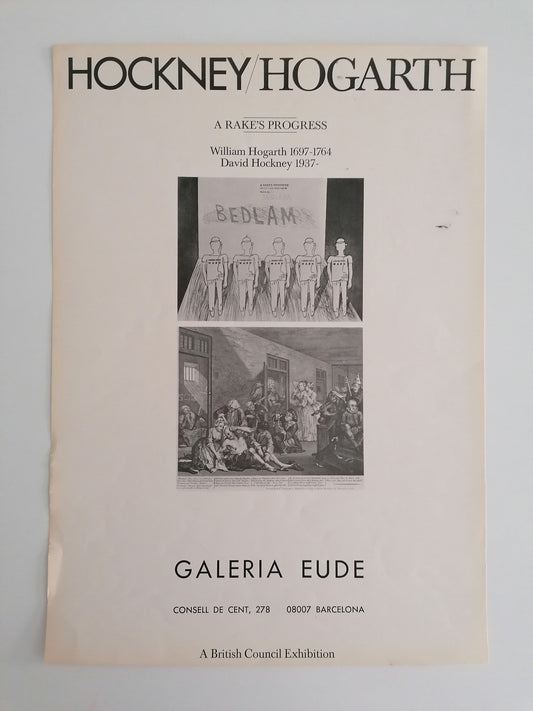 HOCKNEY/HOGARTH
A RAKE'S PROGRESS
William Hogarth 1697-1764
David Hockney 1937-
BEDLAM
GALERIA EUDE
CONSELL DE CENT, 278 08007 BARCELONA
A British Council Exhibition